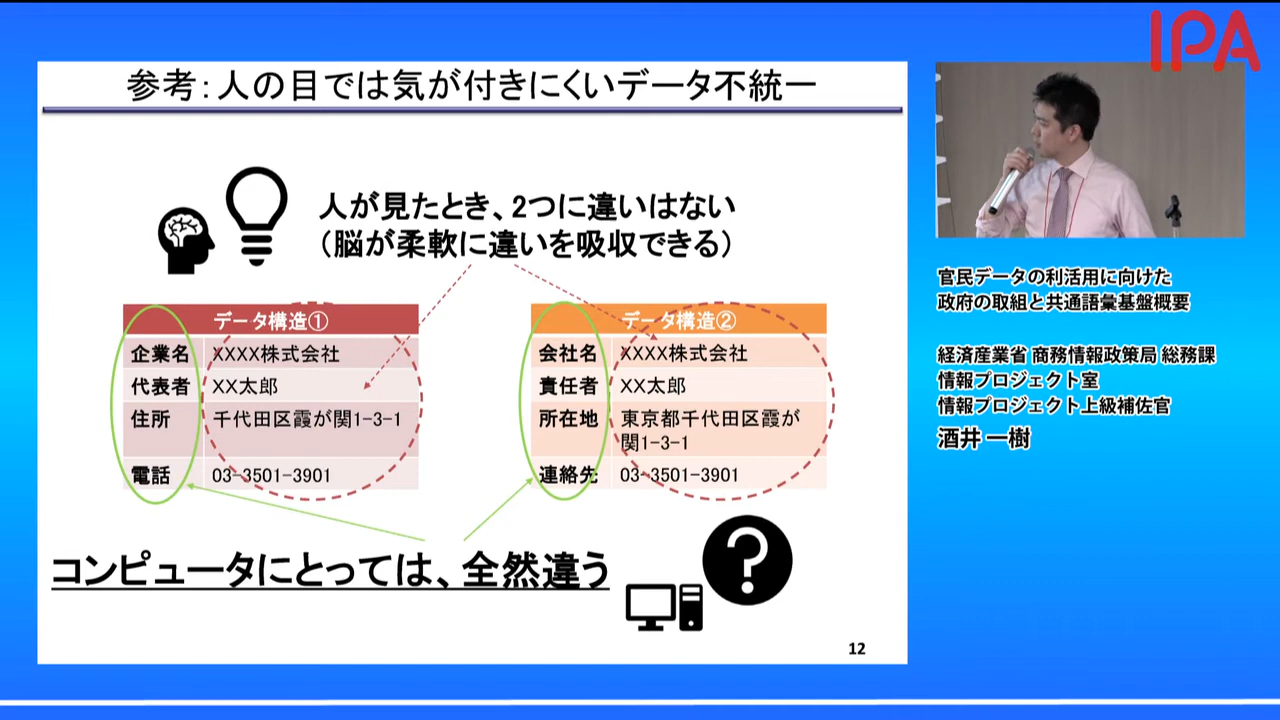 IPA
参考：人の目では気が付きにくいデータ不統一
人が見たとき、2つに違いはない
（脳が柔軟に違いを吸収できる）
データ構造①
企業名 XXXX株式会社
代表者 XX太郎
住所 千代田区霞が関1-3-1
電話 03-3501-3901
データ構造②
会社名 XXXX株式会社
責任者 XX太郎
所在地 東京都千代田区霞が
関1-3-1
連絡先 03-3501-3901
コンピュータにとっては、全然違う
?
12
官民データの利活用に向けた
政府の取組と共通語彙基盤概要
経済産業省 商務情報政策局 総務課
情報プロジェクト室
情報プロジェクト上級補佐官
酒井 一樹